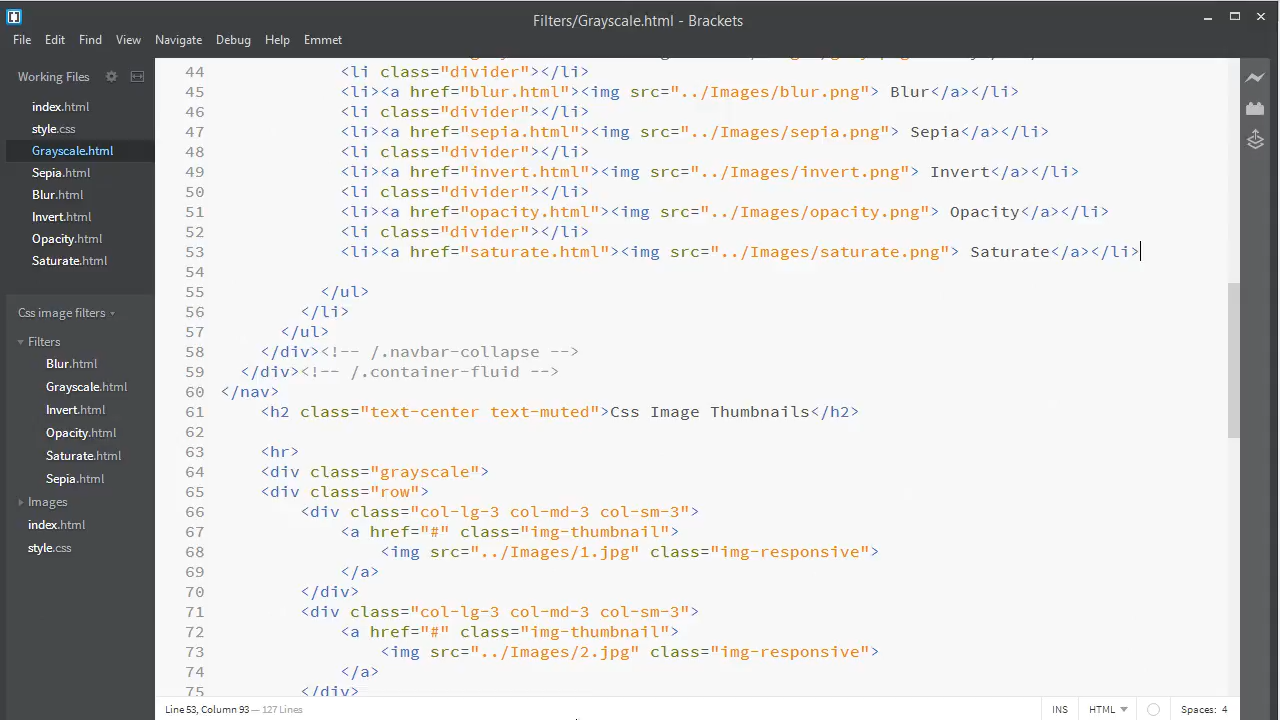 Filters/Grayscale.html - Brackets
File Edit Find View Navigate Debug Help Emmet
Working Files
index.html
style.css
Grayscale.html
Sepia.html
Blur.html
Invert.html
Opacity.html
Saturate.html
Css image filters
Filters
Blur.html
Grayscale.html
Invert.html
Opacity.html
Saturate.html
Sepia.html
Images
index.html
style.css
44 <li class="divider"></li>
45 <li><a href="blur.html"><img src="../Images/blur.png"> Blur</a></li>
46 <li class="divider"></li>
47 <li><a href="sepia.html"><img src="../Images/sepia.png"> Sepia</a></li>
48 <li class="divider"></li>
49 <li><a href="invert.html"><img src="../Images/invert.png"> Invert</a></li>
50 <li class="divider"></li>
51 <li><a href="opacity.html"><img src="../Images/opacity.png"> Opacity</a></li>
52 <li class="divider"></li>
53 <li><a href="saturate.html"><img src="../Images/saturate.png"> Saturate</a></li>
54
55 </ul>
56 </li>
57 </ul>
58 </div><!-- /.navbar-collapse -->
59 </div><!-- /.container-fluid -->
60 </nav>
61 <h2 class="text-center text-muted">Css Image Thumbnails</h2>
62
63 <hr>
64 <div class="grayscale">
65 <div class="row">
66 <div class="col-lg-3 col-md-3 col-sm-3">
67 <a href="#" class="img-thumbnail">
68 <img src="../Images/1.jpg" class="img-responsive">
69 </a>
70 </div>
71 <div class="col-lg-3 col-md-3 col-sm-3">
72 <a href="#" class="img-thumbnail">
73 <img src="../Images/2.jpg" class="img-responsive">
74 </a>
75 </div>
Line 53, Column 93 — 127 Lines
INS HTML Spaces: 4